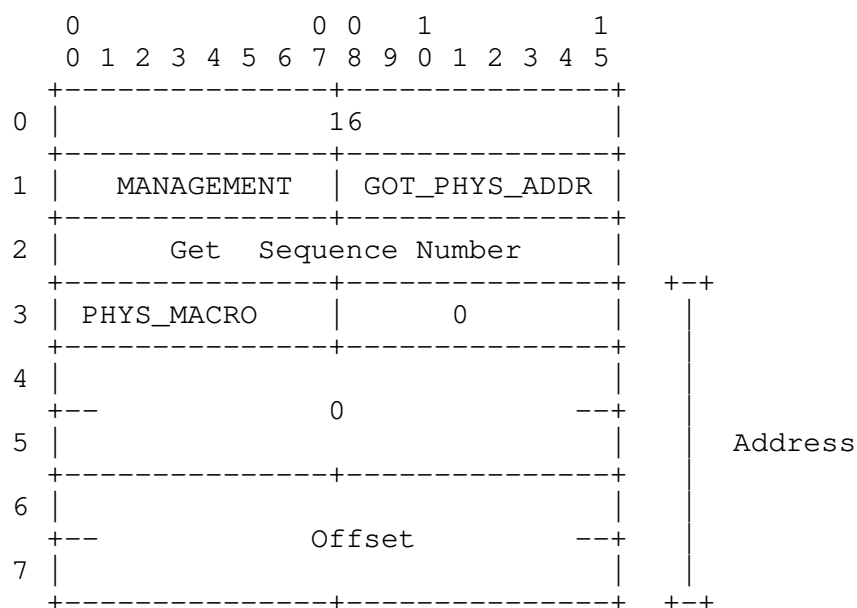 0 0 0 1 1
0 1 2 3 4 5 6 7 8 9 0 1 2 3 4 5
0 16
1 MANAGEMENT GOT_PHYS_ADDR
2 Get Sequence Number
3 PHYS_MACRO 0
4
0
5 Address
6
Offset
7